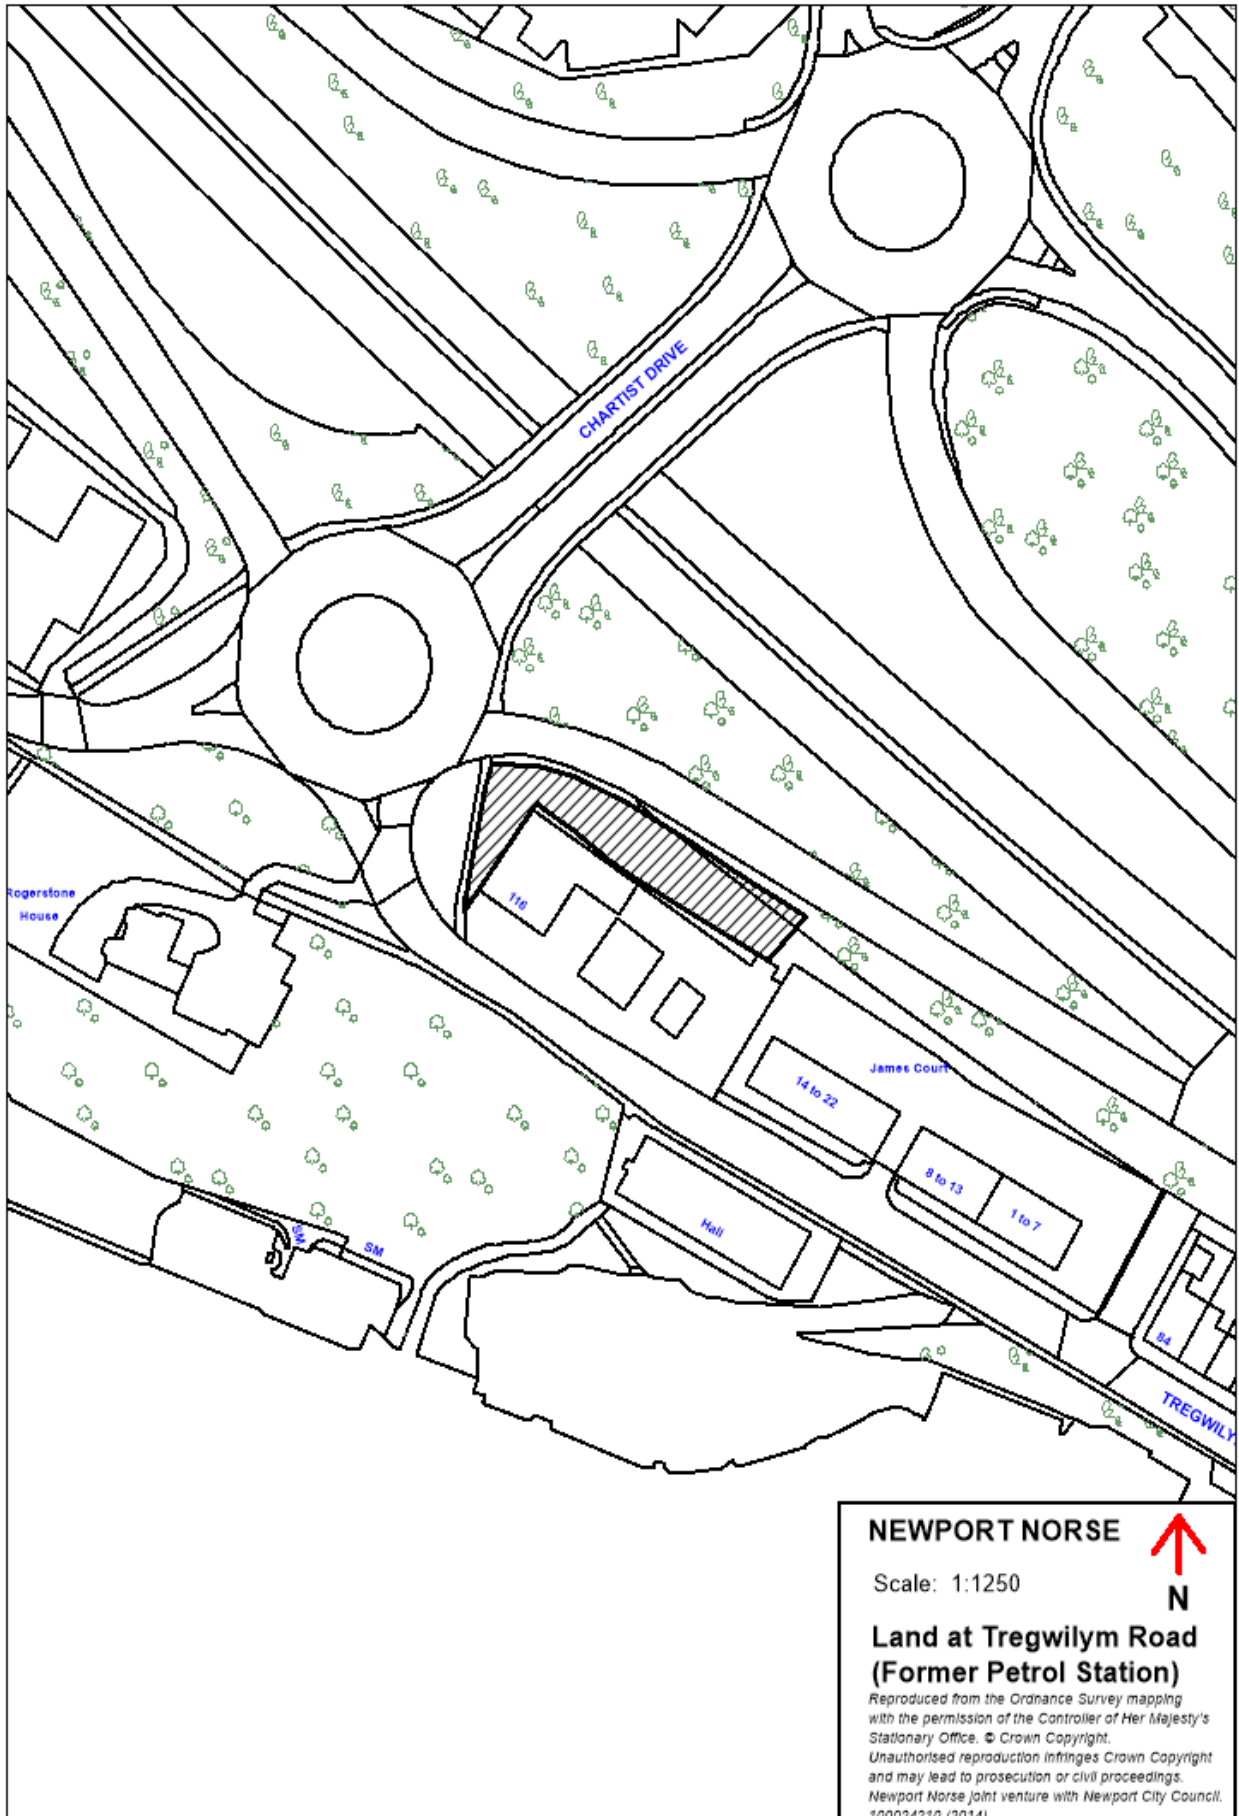 CHARTIST DRIVE
Rogerstone
House
116
James Court
14 to 22
8 to 13
1 to 7
Hall
SM
SM
84
TREGWILY
NEWPORT NORSE
Scale: 1:1250
N
Land at Tregwilym Road
(Former Petrol Station)
Reproduced from the Ordnance Survey mapping
with the permission of the Controller of Her Majesty's
Stationary Office. © Crown Copyright.
Unauthorised reproduction infringes Crown Copyright
and may lead to prosecution or civil proceedings.
Newport Norse joint venture with Newport City Council.